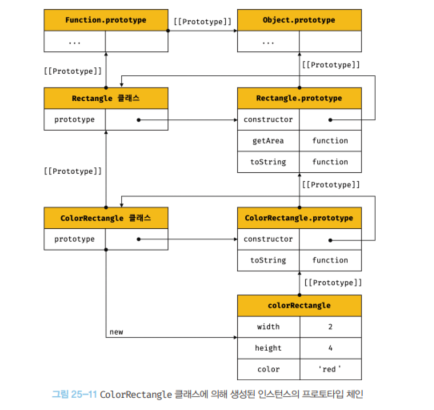 Function.prototype
...
[[Prototype]]
Object.prototype
...
[[Prototype]]
Rectangle 클래스
prototype
Rectangle.prototype
constructor
getArea function
toString function
[[Prototype]]
[[Prototype]]
ColorRectangle 클래스
prototype
ColorRectangle.prototype
constructor
toString function
[[Prototype]]
new
colorRectangle
width 2
height 4
color ‘red’
그림 25-11 ColorRectangle 클래스에 의해 생성된 인스턴스의 프로토타입 체인